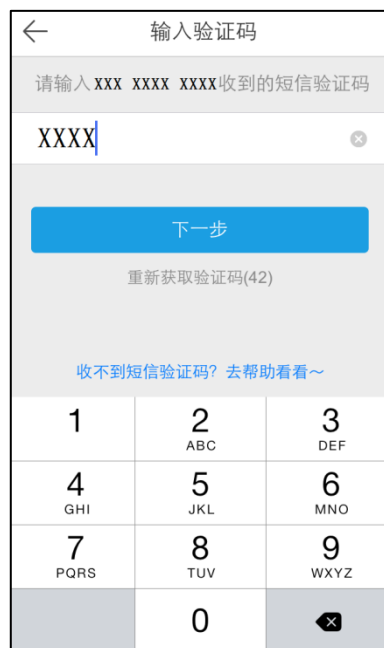 输入验证码
请输入xxx xxxx xxxx收到的短信验证码
XXXX
下一步
重新获取验证码(42)
收不到短信验证码？去帮助看看～
1 2 3
ABC DEF
4 5 6
GHI JKL MNO
7 8 9
PQRS TUV WXYZ
0